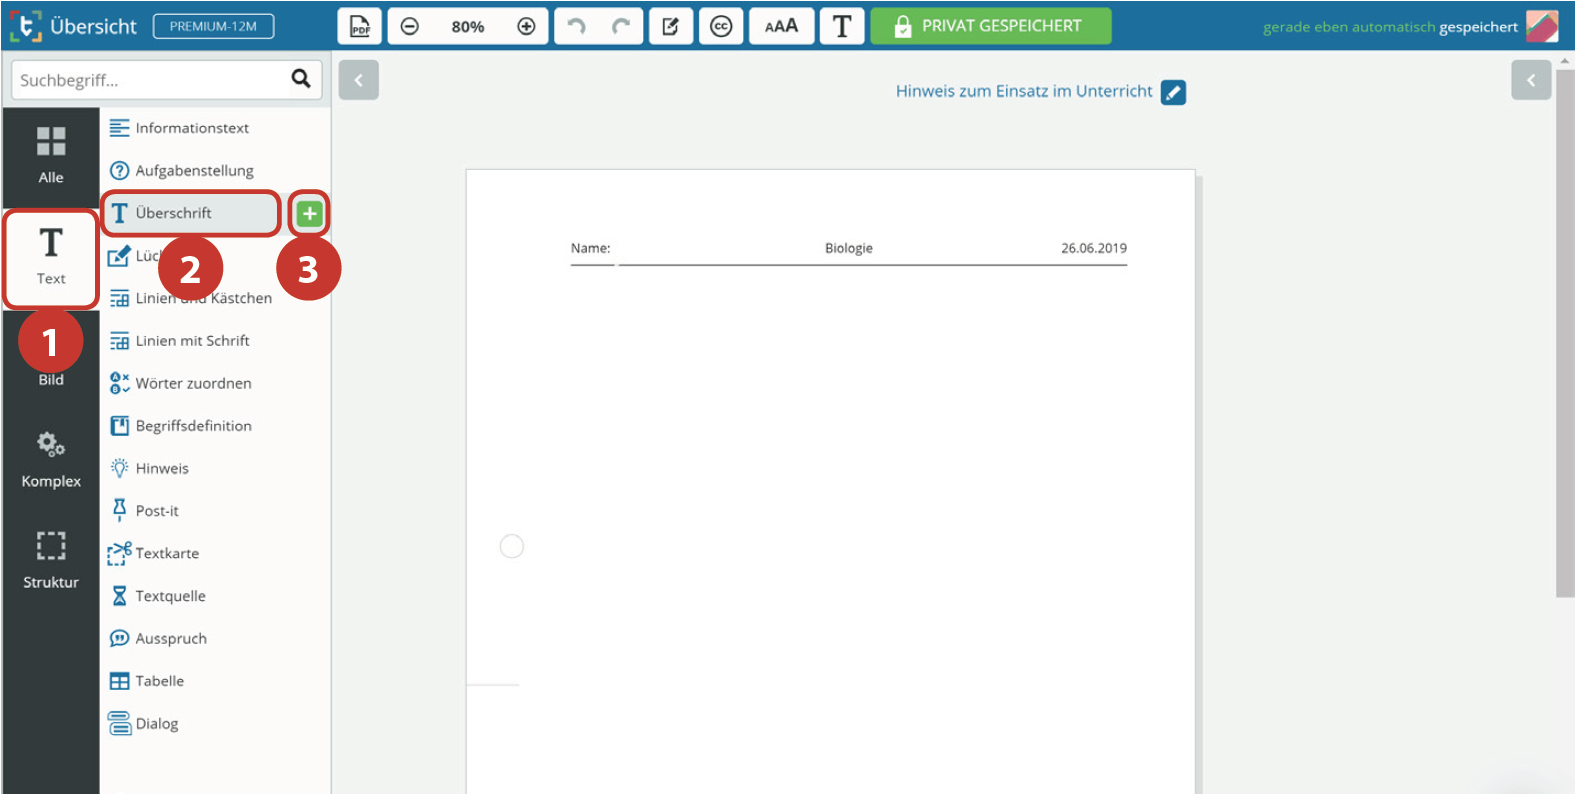 Übersicht
PREMIUM-12M
PDF
80%
cc
AAA
T
PRIVAT GESPEICHERT
gerade eben automatisch gespeichert
Suchbegriff...
Hinweis zum Einsatz im Unterricht
Alle
T
Text
1
Bild
Komplex
Struktur
Informationstext
Aufgabenstellung
Überschrift
2
3
Linien und Kästchen
Linien mit Schrift
Wörter zuordnen
Begriffsdefinition
Hinweis
Post-it
Textkarte
Textquelle
Ausspruch
Tabelle
Dialog
Name:
Biologie
26.06.2019